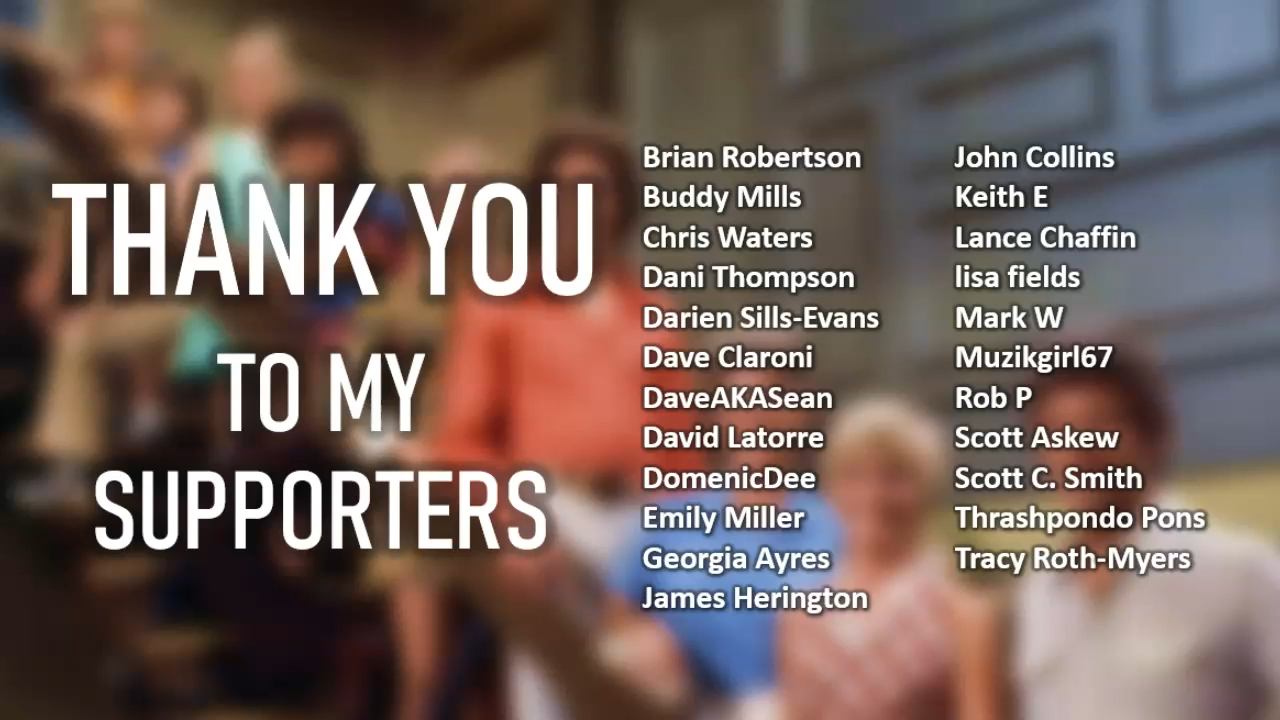 THANK YOU
TO MY
SUPPORTERS
Brian Robertson
Buddy Mills
Chris Waters
Dani Thompson
Darien Sills-Evans
Dave Claroni
DaveAKASean
David Latorre
DomenicDee
Emily Miller
Georgia Ayres
James Herington
John Collins
Keith E
Lance Chaffin
lisa fields
Mark W
Muzikgirl67
Rob P
Scott Askew
Scott C. Smith
Thrashpondo Pons
Tracy Roth-Myers